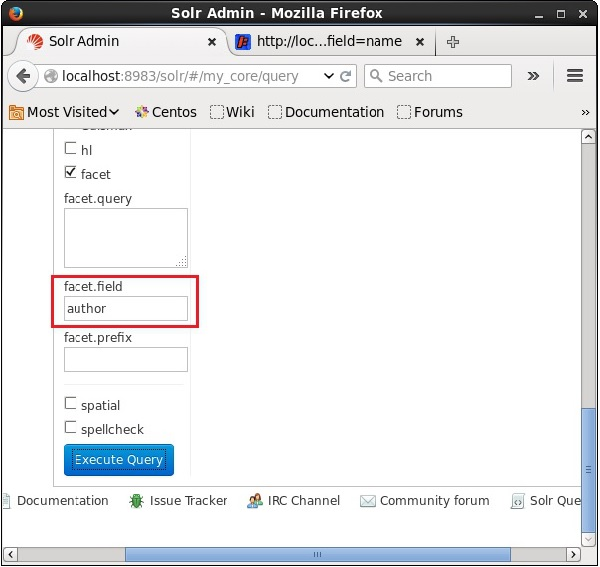 Solr Admin - Mozilla Firefox
Solr Admin
http://loc...field=name
localhost:8983/solr/#/my_core/query
Search
Most Visited
Centos
Wiki
Documentation
Forums
hl
facet
facet.query
facet.field
author
facet.prefix
spatial
spellcheck
Execute Query
Documentation
Issue Tracker
IRC Channel
Community forum
Solr Que